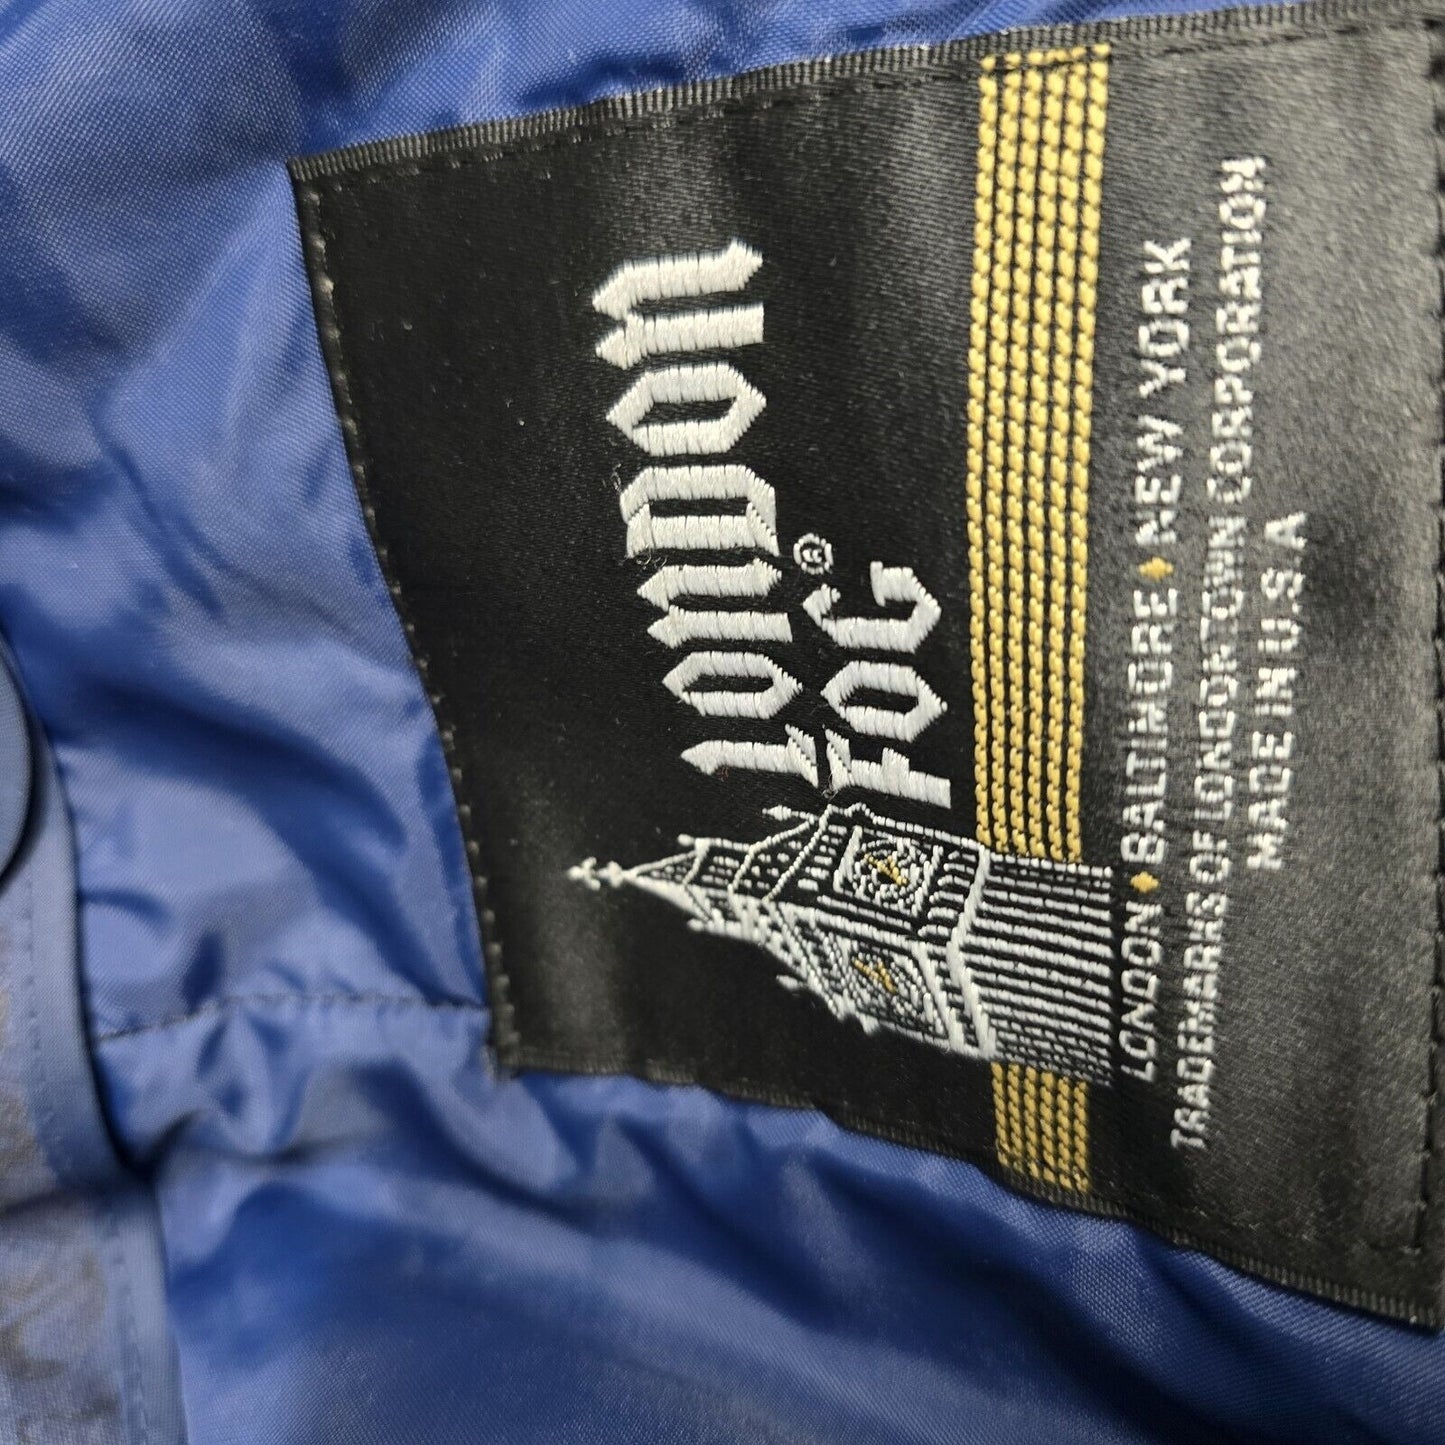 LONDON
FOG®
LONDON ♦ BALTIMORE ♦ NEW YORK
TRADEMARKS OF LONDONTOWN CORPORATION
MADE IN U.S.A